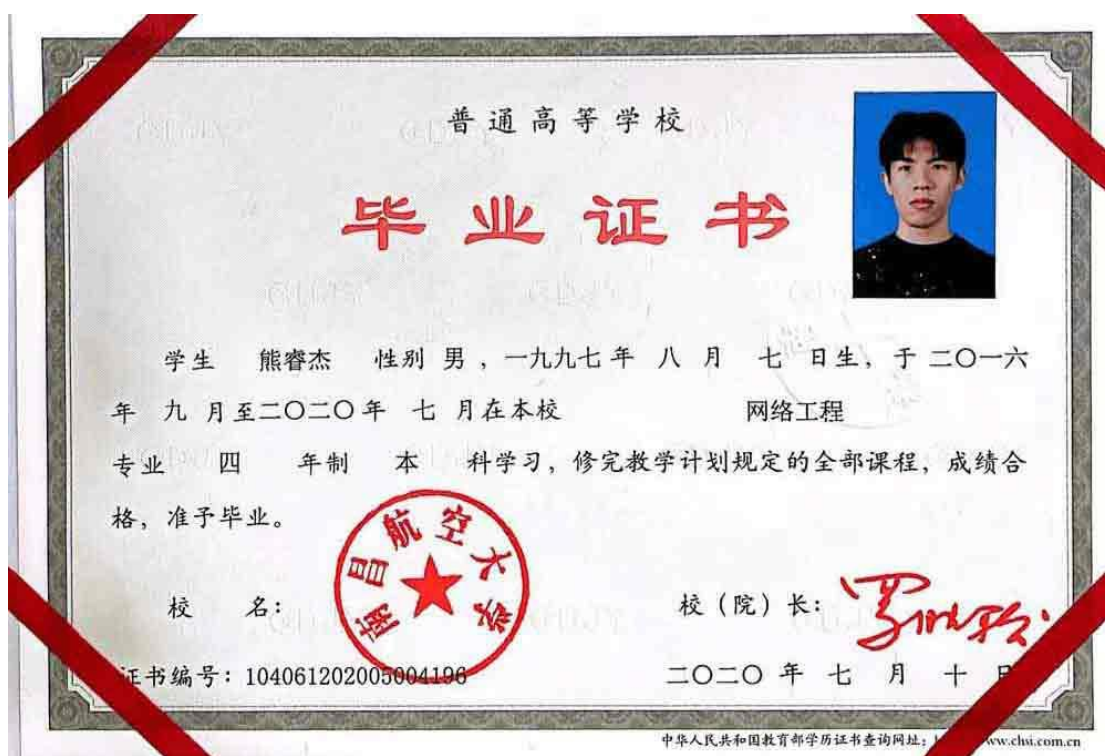 普通高等学校
毕业证书
学生 熊睿杰 性别 男，一九九七年 八 月 七 日生，于二〇一六
年 九 月至二〇二〇年 七 月在本校 网络工程
专业 四 年制 本 科学习，修完教学计划规定的全部课程，成绩合
格，准予毕业。
南昌航空大学
校 名： 校（院）长：
证书编号：104061202005004196 二〇二〇 年 七 月 十 日
中华人民共和国教育部学历证书查询网址：www.chsi.com.cn